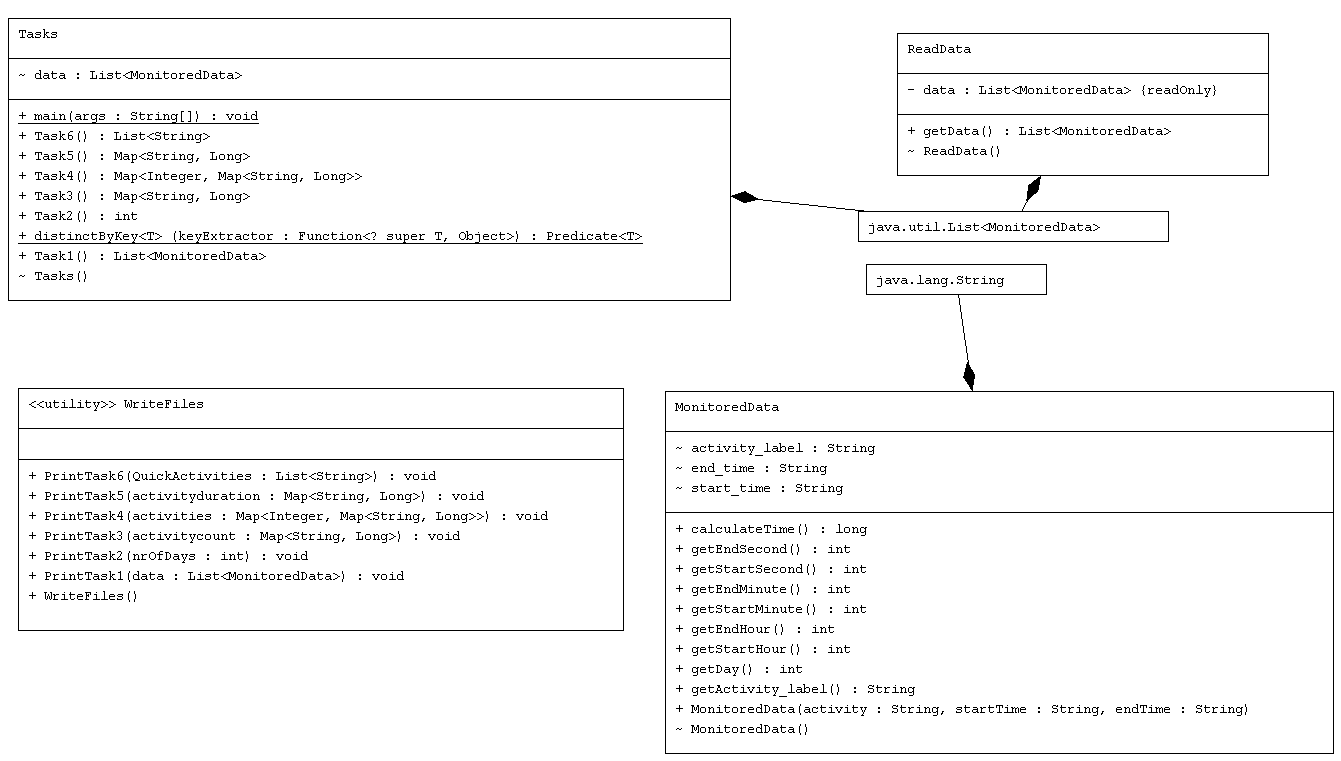 Tasks
~ data : List<MonitoredData>
+ main(args : String[]) : void
+ Task6() : List<String>
+ Task5() : Map<String, Long>
+ Task4() : Map<Integer, Map<String, Long>>
+ Task3() : Map<String, Long>
+ Task2() : int
+ distinctByKey<T> (keyExtractor : Function<? super T, Object>) : Predicate<T>
+ Task1() : List<MonitoredData>
~ Tasks()
ReadData
- data : List<MonitoredData> {readOnly}
+ getData() : List<MonitoredData>
~ ReadData()
java.util.List<MonitoredData>
java.lang.String
<<utility>> WriteFiles
+ PrintTask6(QuickActivities : List<String>) : void
+ PrintTask5(activityduration : Map<String, Long>) : void
+ PrintTask4(activities : Map<Integer, Map<String, Long>>) : void
+ PrintTask3(activitycount : Map<String, Long>) : void
+ PrintTask2(nrOfDays : int) : void
+ PrintTask1(data : List<MonitoredData>) : void
+ WriteFiles()
MonitoredData
~ activity_label : String
~ end_time : String
~ start_time : String
+ calculateTime() : long
+ getEndSecond() : int
+ getStartSecond() : int
+ getEndMinute() : int
+ getStartMinute() : int
+ getEndHour() : int
+ getStartHour() : int
+ getDay() : int
+ getActivity_label() : String
+ MonitoredData(activity : String, startTime : String, endTime : String)
~ MonitoredData()